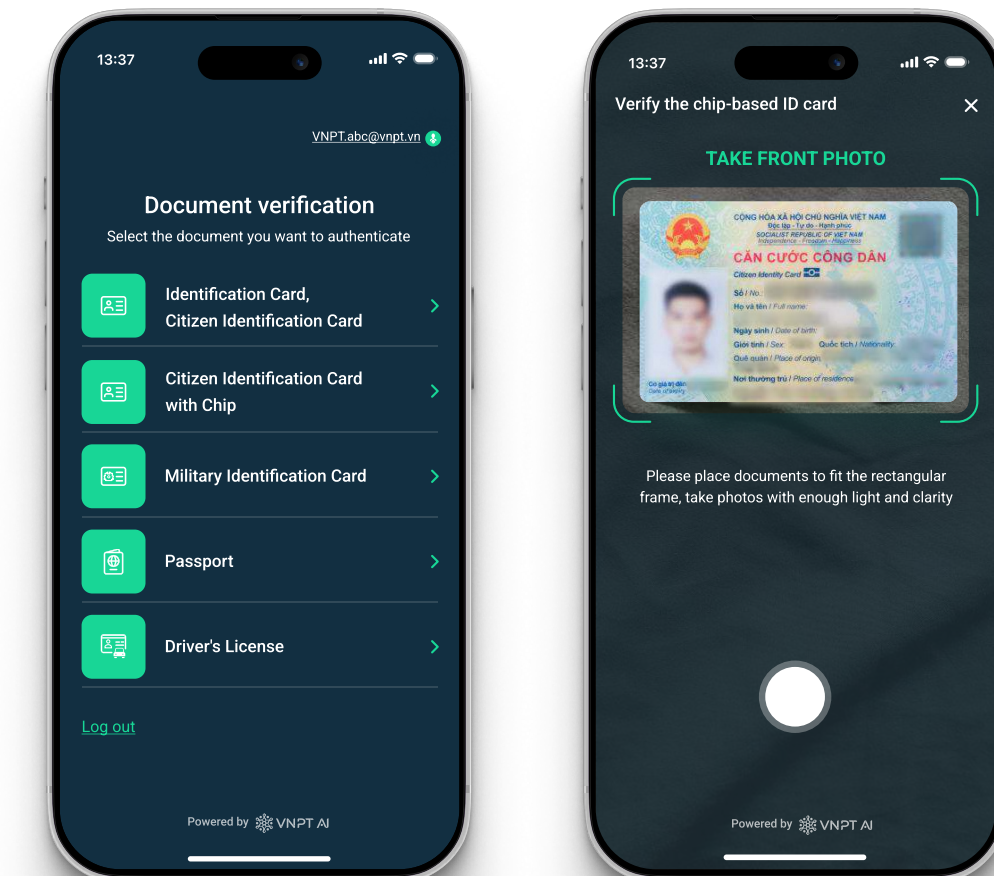 13:37
VNPT.abc@vnpt.vn
Document verification
Select the document you want to authenticate
Identification Card,
Citizen Identification Card
Citizen Identification Card
with Chip
Military Identification Card
Passport
Driver's License
Log out
Powered by VNPT AI
13:37
Verify the chip-based ID card
TAKE FRONT PHOTO
CỘNG HÒA XÃ HỘI CHỦ NGHĨA VIỆT NAM
Độc lập - Tự do - Hạnh phúc
SOCIALIST REPUBLIC OF VIET NAM
Independence - Freedom - Happiness
CĂN CƯỚC CÔNG DÂN
Citizen Identity Card
Số / No.:
Họ và tên / Full name:
Ngày sinh / Date of birth:
Giới tính / Sex: Quốc tịch / Nationality:
Quê quán / Place of origin:
Nơi thường trú / Place of residence:
Có giá trị đến:
Date of expiry
Please place documents to fit the rectangular
frame, take photos with enough light and clarity
Powered by VNPT AI